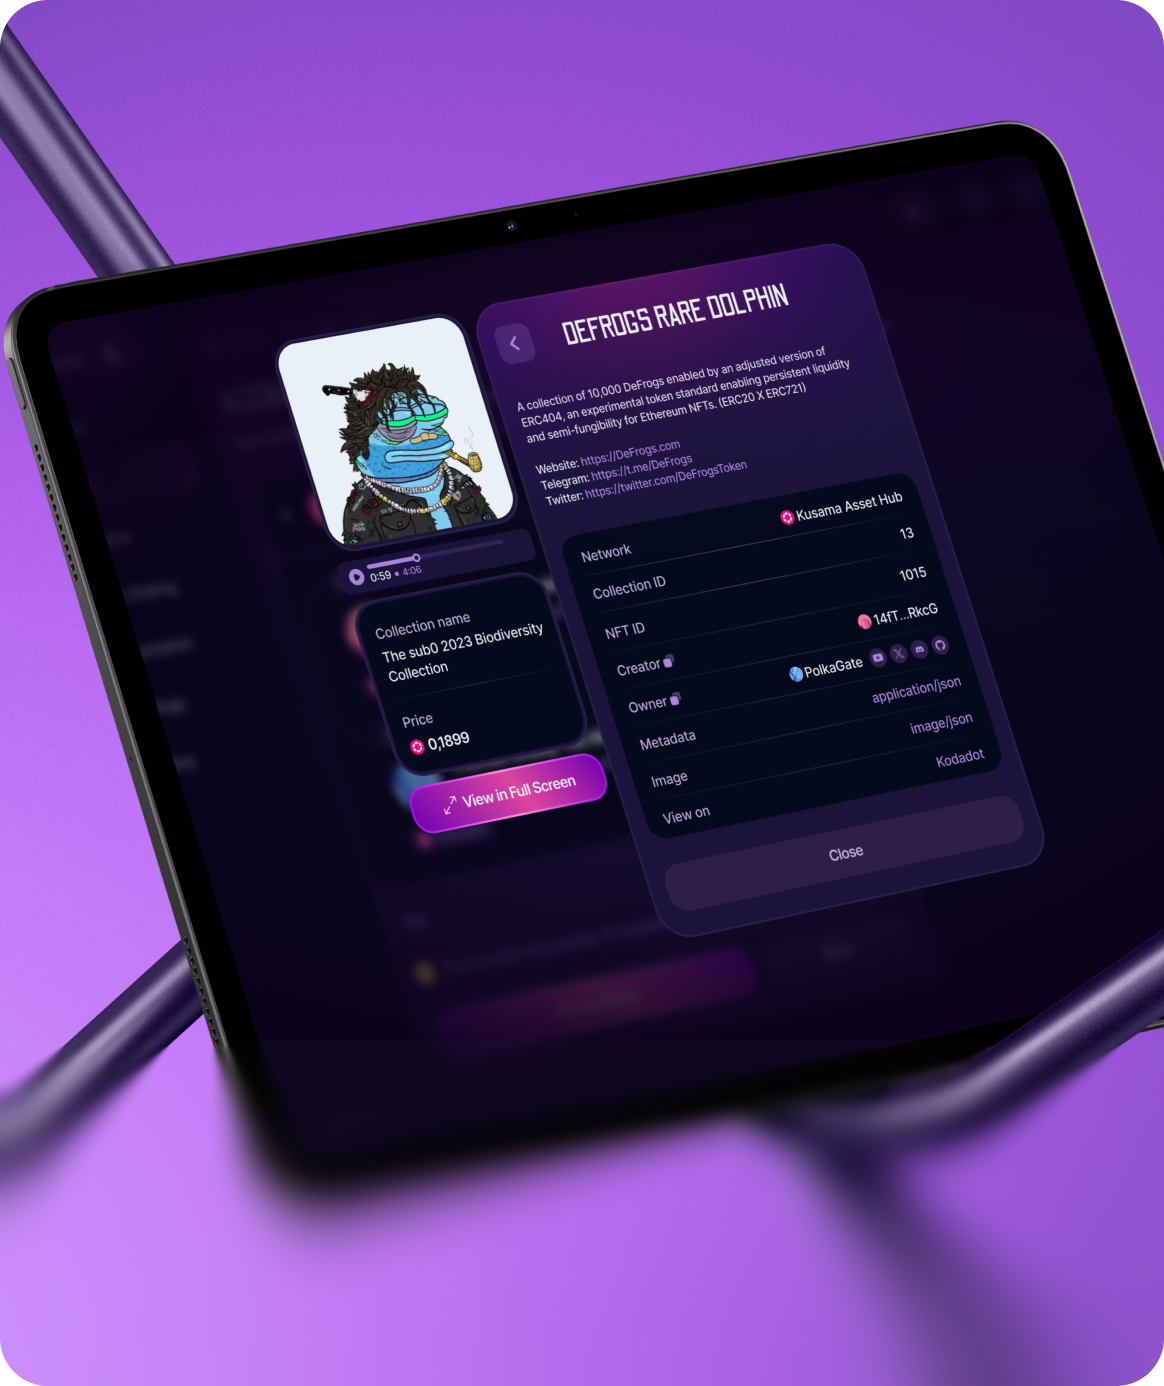 DEFROGS RARE DOLPHIN
A collection of 10,000 DeFrogs enabled by an adjusted version of
ERC404, an experimental token standard enabling persistent liquidity
and semi-fungibility for Ethereum NFTs. (ERC20 X ERC721)
Website: https://DeFrogs.com
Telegram: https://t.me/DeFrogs
Twitter: https://twitter.com/DeFrogsToken
0:59 • 4:06
Collection name
The sub0 2023 Biodiversity
Collection
Price
0,1899
View in Full Screen
Network Kusama Asset Hub
Collection ID 13
NFT ID 1015
Creator 14fT...RkcG
Owner PolkaGate
Metadata application/json
Image image/json
View on Kodadot
Close